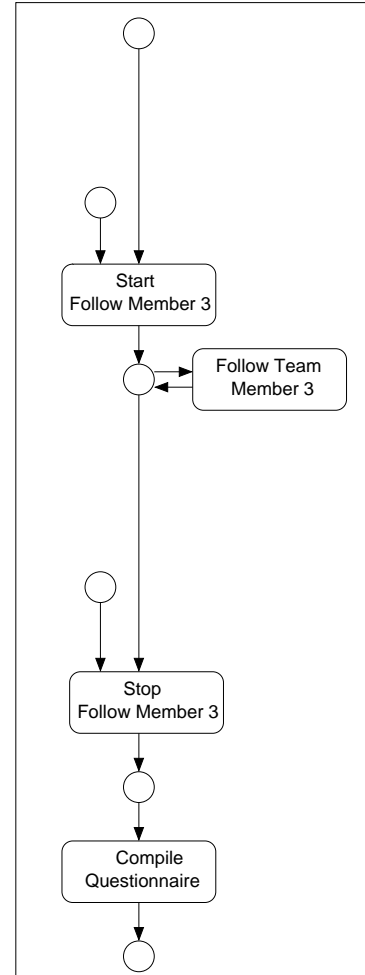 Start
Follow Member 3
Follow Team
Member 3
Stop
Follow Member 3
Compile
Questionnaire